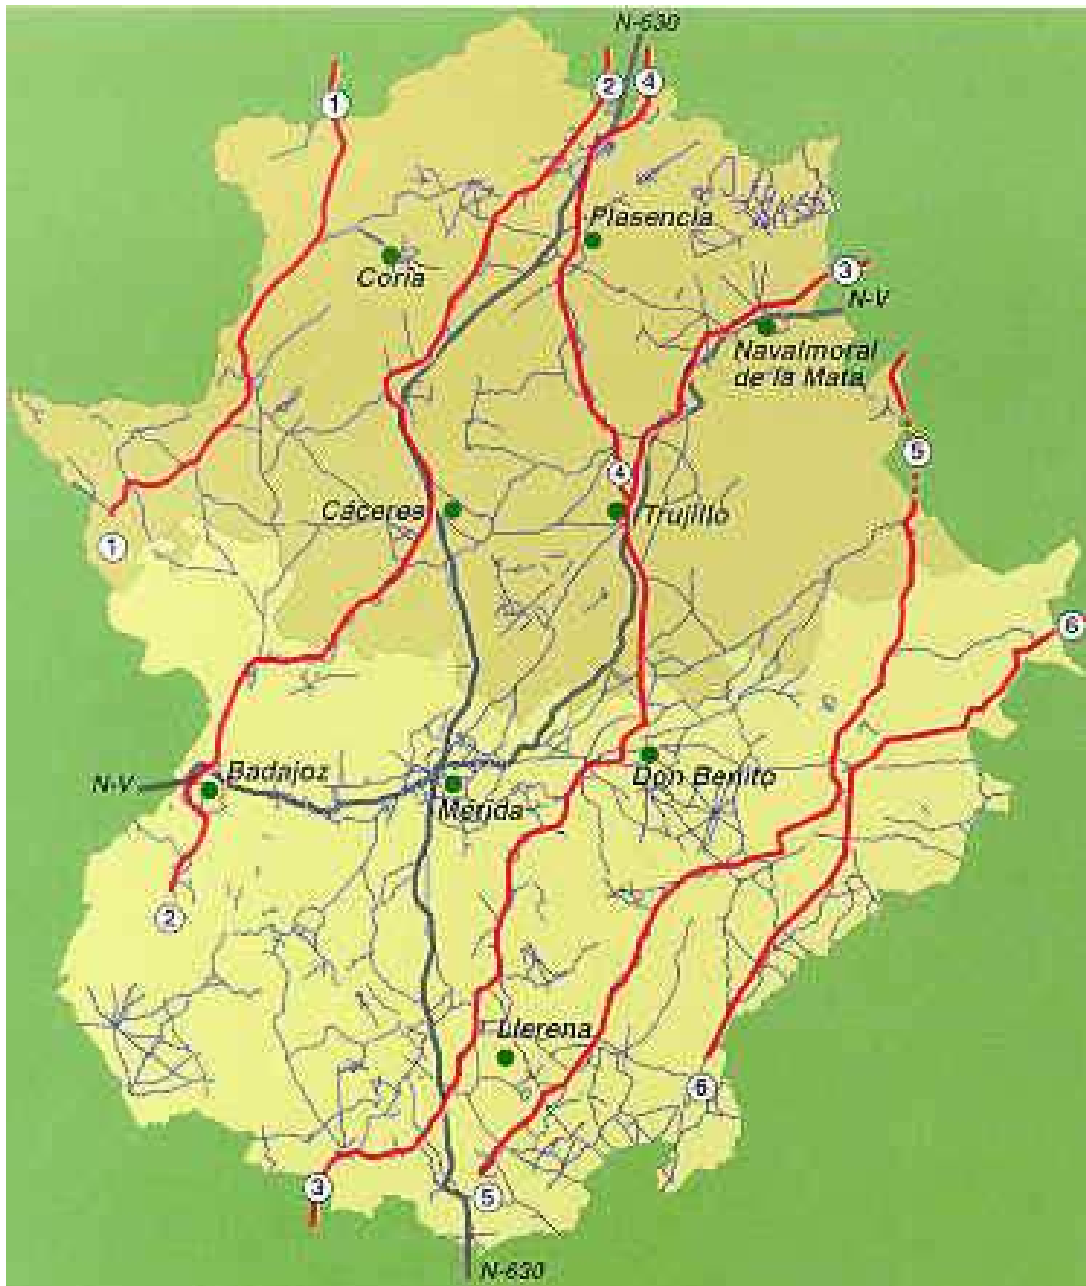 N-630
1
2
4
Plasencia
Coria
3
N-V
Navalmoral
de la Mata
5
4
Cáceres
Trujillo
1
6
Badajoz
N-V
Mérida
Don Benito
2
Llerena
6
3
5
N-630